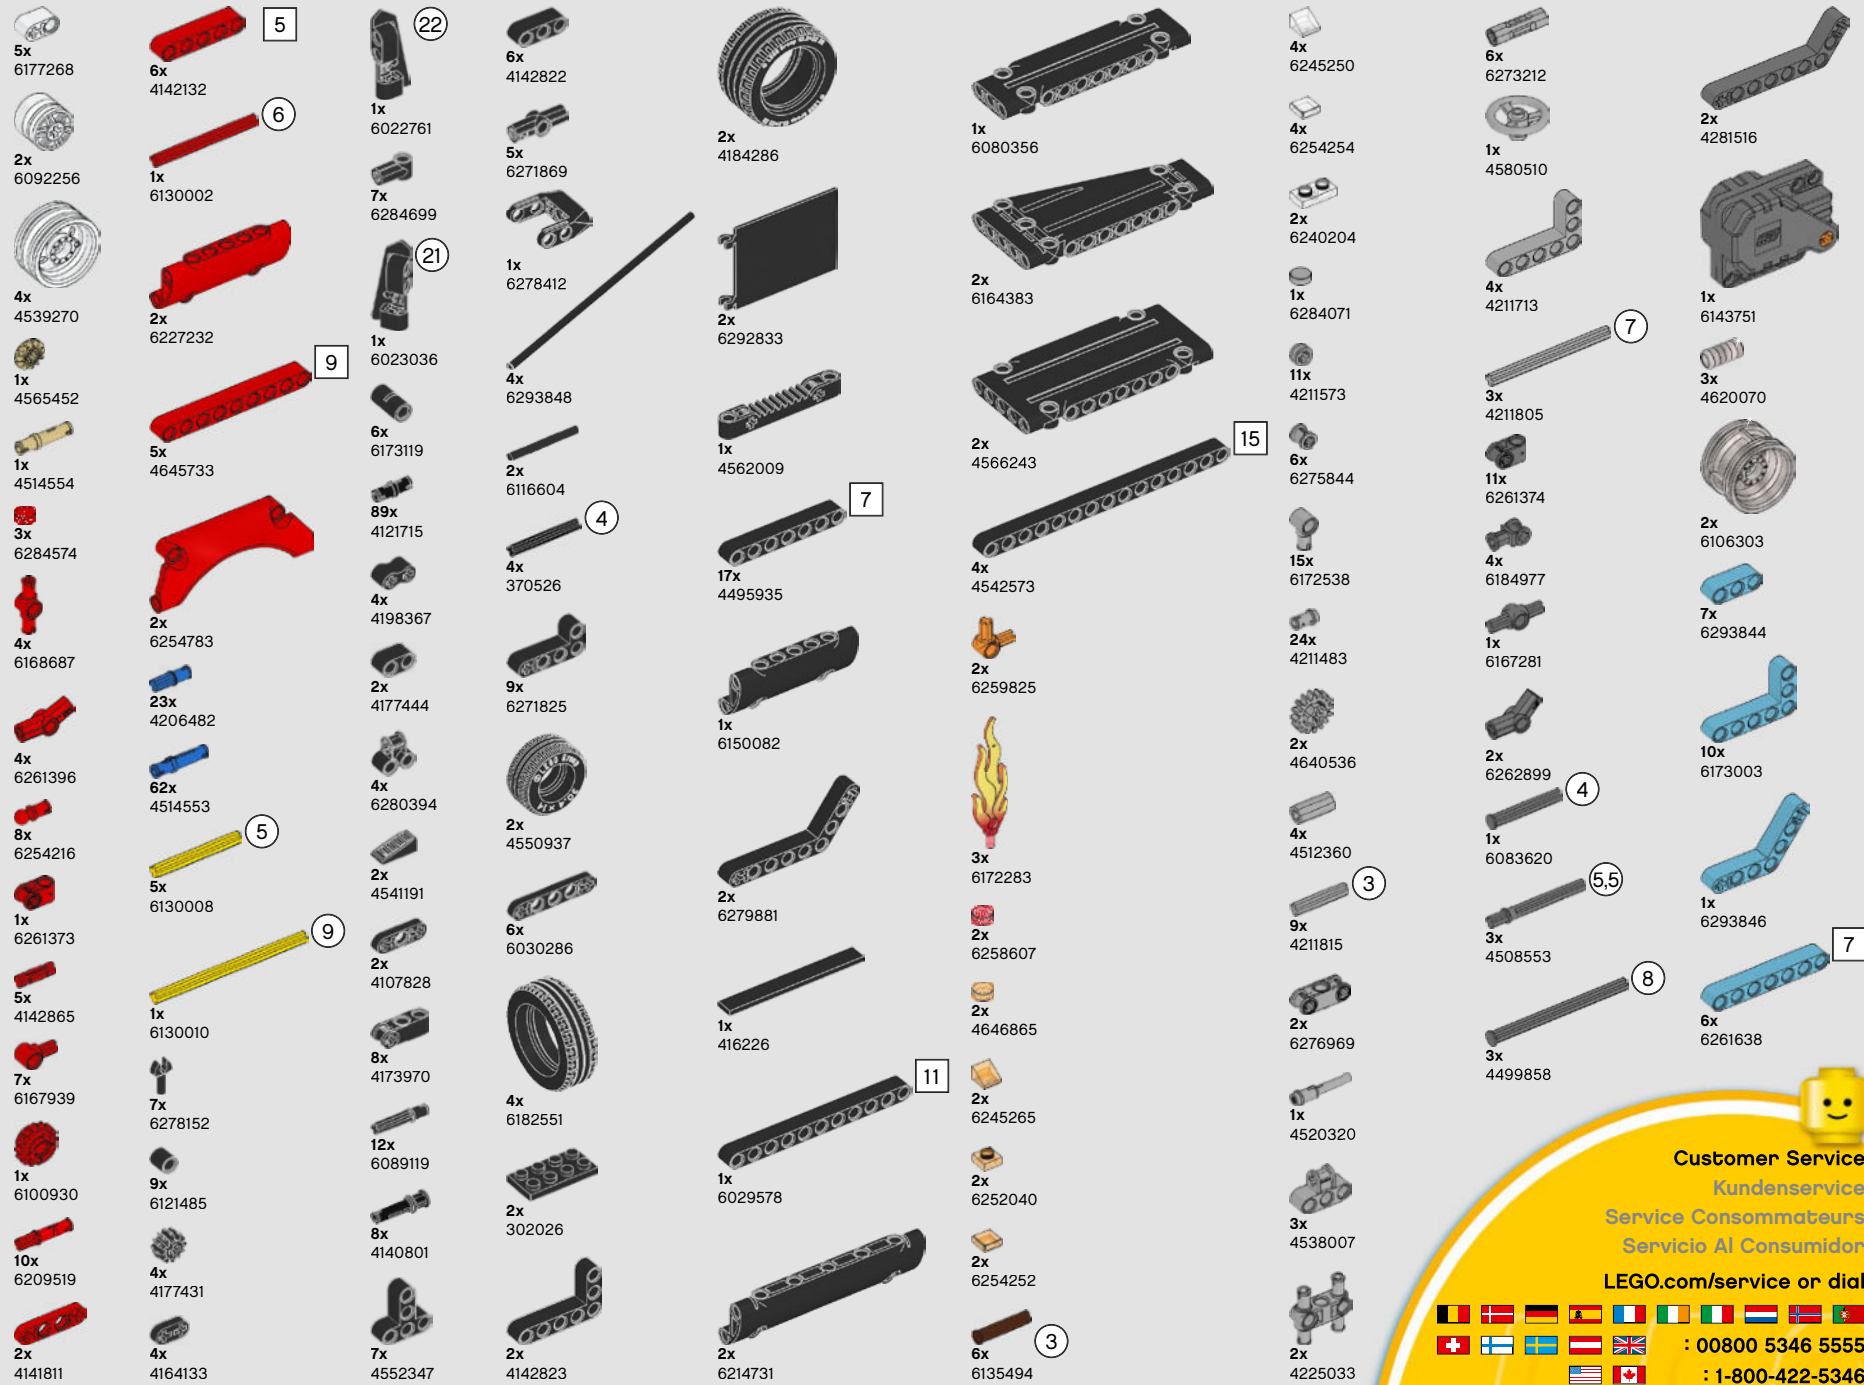 5x
6177268
2x
6092256
4x
4539270
1x
4565452
1x
4514554
3x
6284574
4x
6168687
4x
6261396
8x
6254216
1x
6261373
5x
4142865
7x
6167939
1x
6100930
10x
6209519
2x
4141811
5
6x
4142132
6
1x
6130002
2x
6227232
9
5x
4645733
2x
6254783
23x
4206482
62x
4514553
5
5x
6130008
9
1x
6130010
7x
6278152
9x
6121485
4x
4177431
4x
4164133
22
1x
6022761
7x
6284699
21
1x
6023036
6x
6173119
89x
4121715
4x
4198367
2x
4177444
4x
6280394
2x
4541191
2x
4107828
8x
4173970
12x
6089119
8x
4140801
7x
4552347
6x
4142822
5x
6271869
1x
6278412
4x
6293848
2x
6116604
4
4x
370526
9x
6271825
2x
4550937
6x
6030286
4x
6182551
2x
302026
2x
4142823
2x
4184286
2x
6292833
1x
4562009
7
17x
4495935
1x
6150082
2x
6279881
1x
416226
11
1x
6029578
2x
6214731
1x
6080356
2x
6164383
2x
4566243
15
4x
4542573
2x
6259825
3x
6172283
2x
6258607
2x
4646865
2x
6245265
2x
6252040
2x
6254252
3
6x
6135494
4x
6245250
4x
6254254
2x
6240204
1x
6284071
11x
4211573
6x
6275844
15x
6172538
24x
4211483
2x
4640536
4x
4512360
3
9x
4211815
2x
6276969
1x
4520320
3x
4538007
2x
4225033
6x
6273212
1x
4580510
4x
4211713
7
3x
4211805
11x
6261374
4x
6184977
1x
6167281
2x
6262899
4
1x
6083620
5,5
3x
4508553
8
3x
4499858
2x
4281516
1x
6143751
3x
4620070
2x
6106303
7x
6293844
10x
6173003
1x
6293846
7
6x
6261638
Customer Service
Kundenservice
Service Consommateurs
Servicio Al Consumidor
LEGO.com/service or dial
: 00800 5346 5555
: 1-800-422-5346